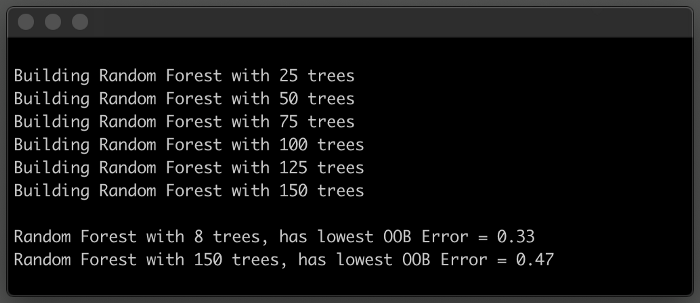 Building Random Forest with 25 trees
Building Random Forest with 50 trees
Building Random Forest with 75 trees
Building Random Forest with 100 trees
Building Random Forest with 125 trees
Building Random Forest with 150 trees
Random Forest with 8 trees, has lowest OOB Error = 0.33
Random Forest with 150 trees, has lowest OOB Error = 0.47